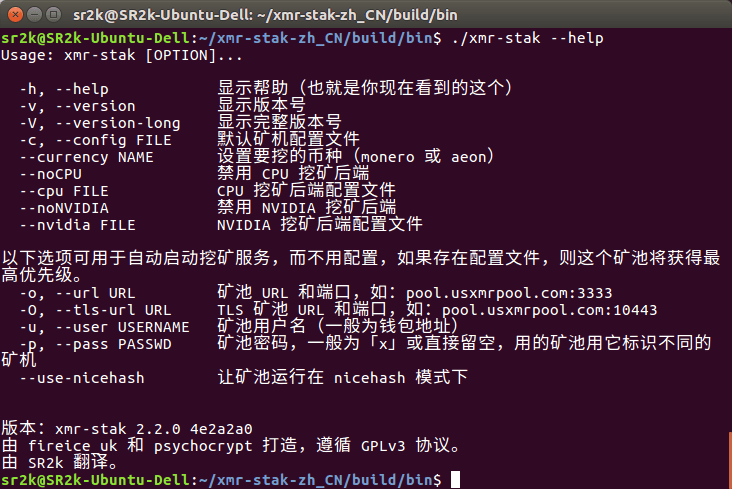 sr2k@SR2k-Ubuntu-Dell: ~/xmr-stak-zh_CN/build/bin
sr2k@SR2k-Ubuntu-Dell:~/xmr-stak-zh_CN/build/bin$ ./xmr-stak --help
Usage: xmr-stak [OPTION]...
-h, --help 显示帮助（也就是你现在看到的这个）
-v, --version 显示版本号
-V, --version-long 显示完整版本号
-c, --config FILE 默认矿机配置文件
--currency NAME 设置要挖的币种（monero 或 aeon）
--noCPU 禁用 CPU 挖矿后端
--cpu FILE CPU 挖矿后端配置文件
--noNVIDIA 禁用 NVIDIA 挖矿后端
--nvidia FILE NVIDIA 挖矿后端配置文件
以下选项可用于自动启动挖矿服务，而不用配置，如果存在配置文件，则这个矿池将获得最
高优先级。
-o, --url URL 矿池 URL 和端口，如：pool.usxmrpool.com:3333
-O, --tls-url URL TLS 矿池 URL 和端口，如：pool.usxmrpool.com:10443
-u, --user USERNAME 矿池用户名（一般为钱包地址）
-p, --pass PASSWD 矿池密码，一般为「x」或直接留空，用的矿池用它标识不同的
矿机
--use-nicehash 让矿池运行在 nicehash 模式下
版本：xmr-stak 2.2.0 4e2a2a0
由 fireice_uk 和 psychocrypt 打造，遵循 GPLv3 协议。
由 SR2k 翻译。
sr2k@SR2k-Ubuntu-Dell:~/xmr-stak-zh_CN/build/bin$